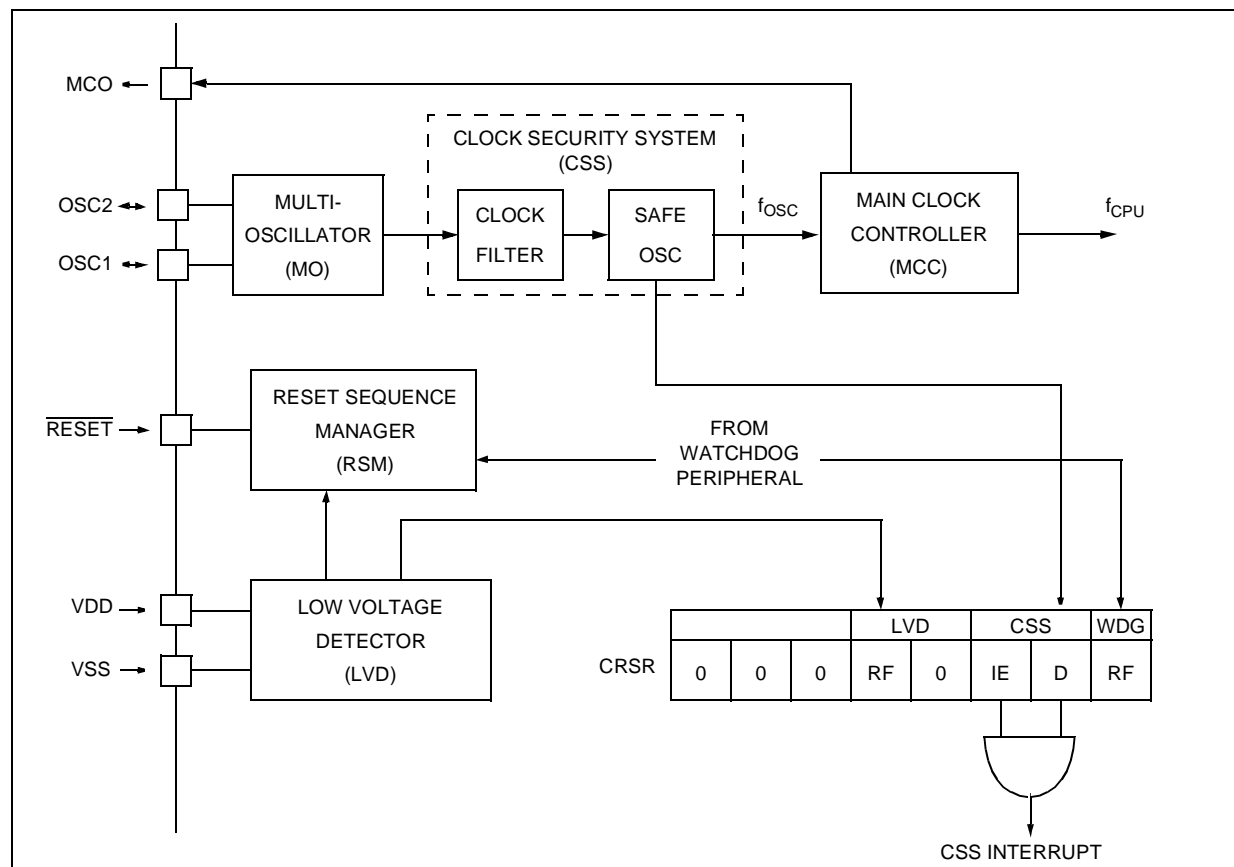 MCO
CLOCK SECURITY SYSTEM
(CSS)
OSC2
OSC1
MULTI-
OSCILLATOR
(MO)
CLOCK
FILTER
SAFE
OSC
fOSC
MAIN CLOCK
CONTROLLER
(MCC)
fCPU
RESET
RESET SEQUENCE
MANAGER
(RSM)
FROM
WATCHDOG
PERIPHERAL
VDD
VSS
LOW VOLTAGE
DETECTOR
(LVD)
LVD CSS WDG
CRSR 0 0 0 RF 0 IE D RF
CSS INTERRUPT